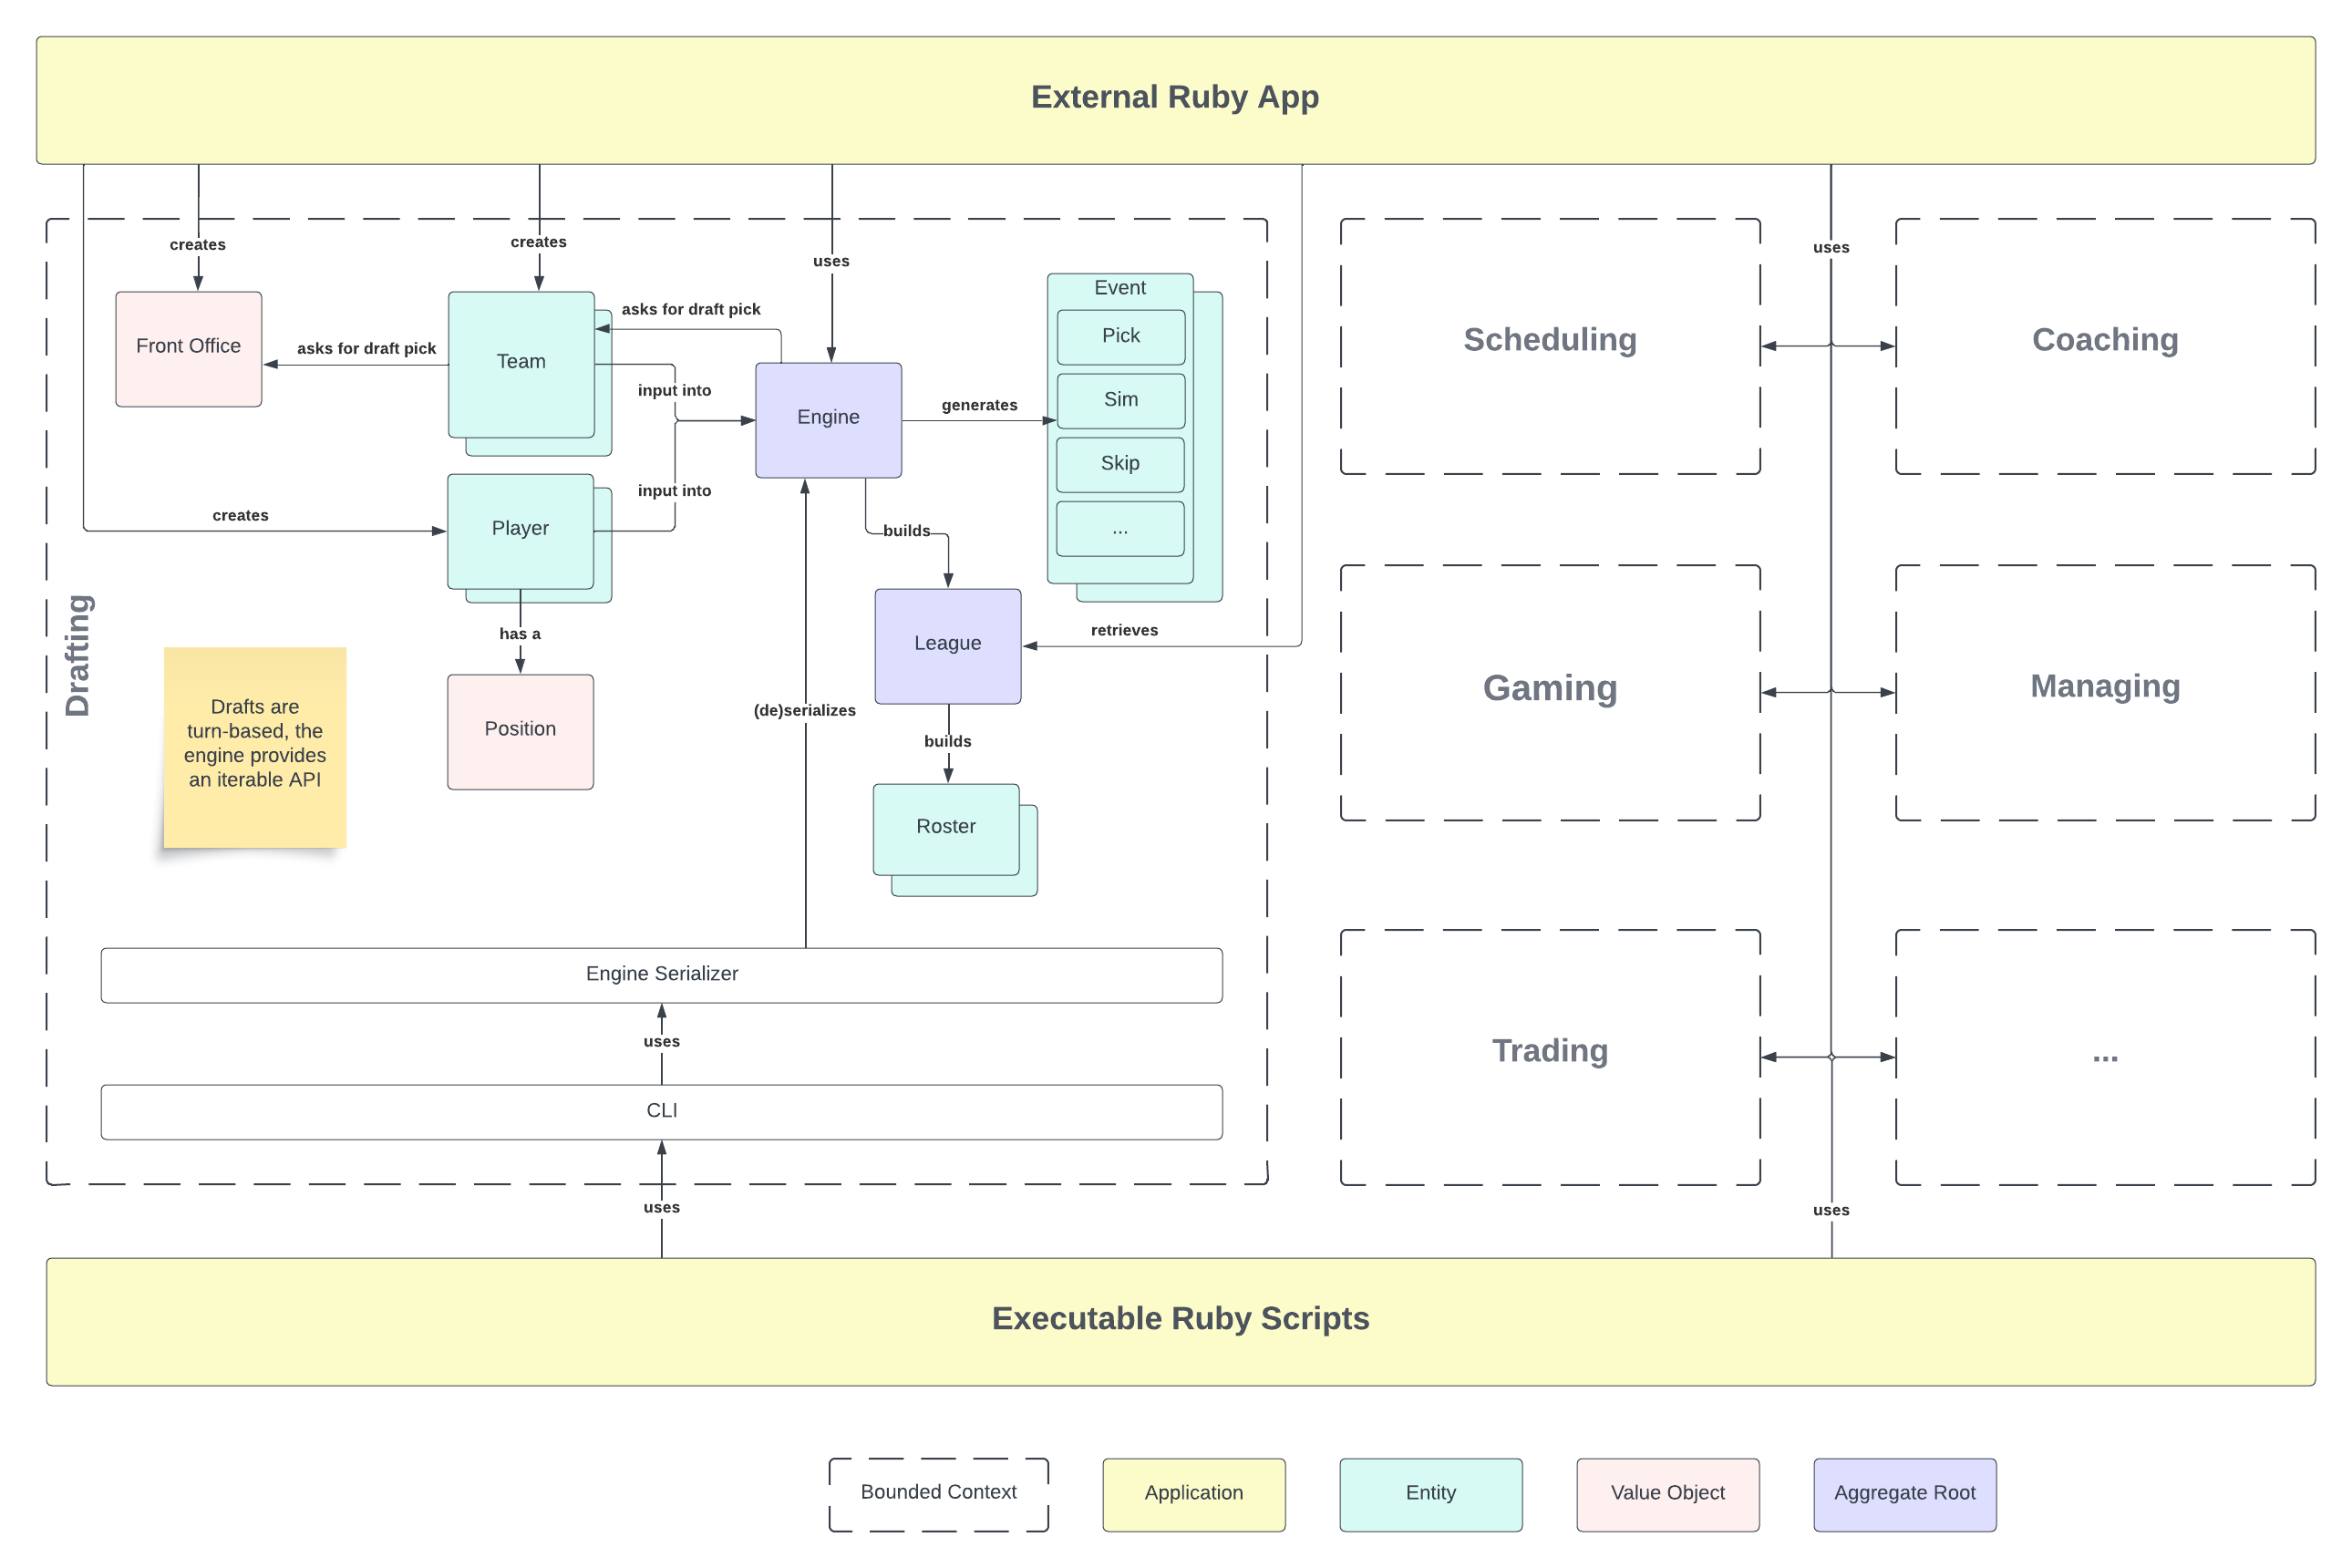 External Ruby App
creates
creates
uses
uses
Front Office
asks for draft pick
Team
asks for draft pick
input into
input into
Engine
generates
Event
Pick
Sim
Skip
...
creates
Player
has a
Position
builds
League
retrieves
builds
Roster
(de)serializes
Drafting
Drafts are
turn-based, the
engine provides
an iterable API
Engine Serializer
uses
CLI
uses
Scheduling
Coaching
Gaming
Managing
Trading
...
uses
Executable Ruby Scripts
Bounded Context
Application
Entity
Value Object
Aggregate Root